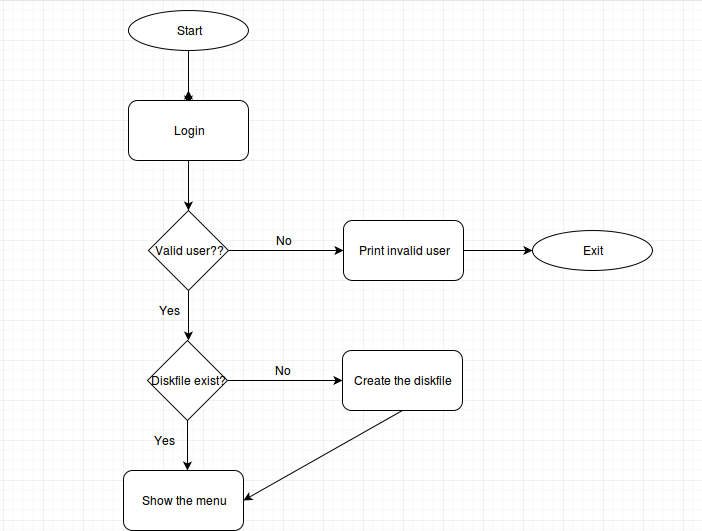 Start
Login
Valid user??
No
Print invalid user
Exit
Yes
Diskfile exist?
No
Create the diskfile
Yes
Show the menu